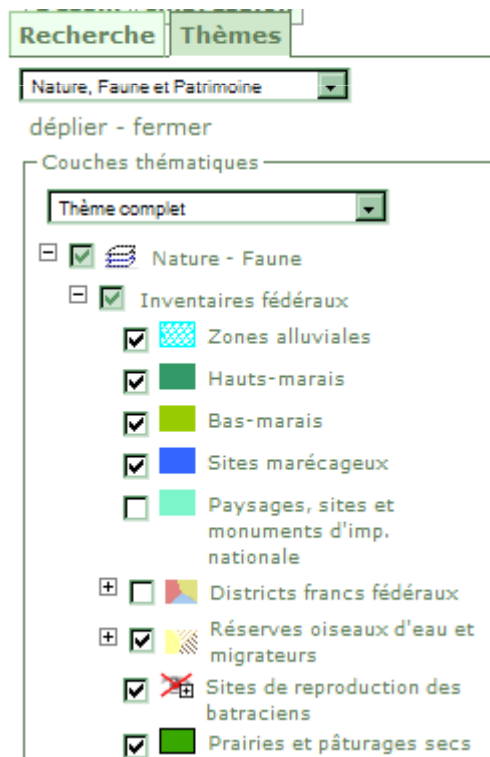 Recherche Thèmes
Nature, Faune et Patrimoine
déplier - fermer
Couches thématiques
Thème complet
Nature - Faune
Inventaires fédéraux
Zones alluviales
Hauts-marais
Bas-marais
Sites marécageux
Paysages, sites et
monuments d'imp.
nationale
Districts francs fédéraux
Réserves oiseaux d'eau et
migrateurs
Sites de reproduction des
batraciens
Prairies et pâturages secs